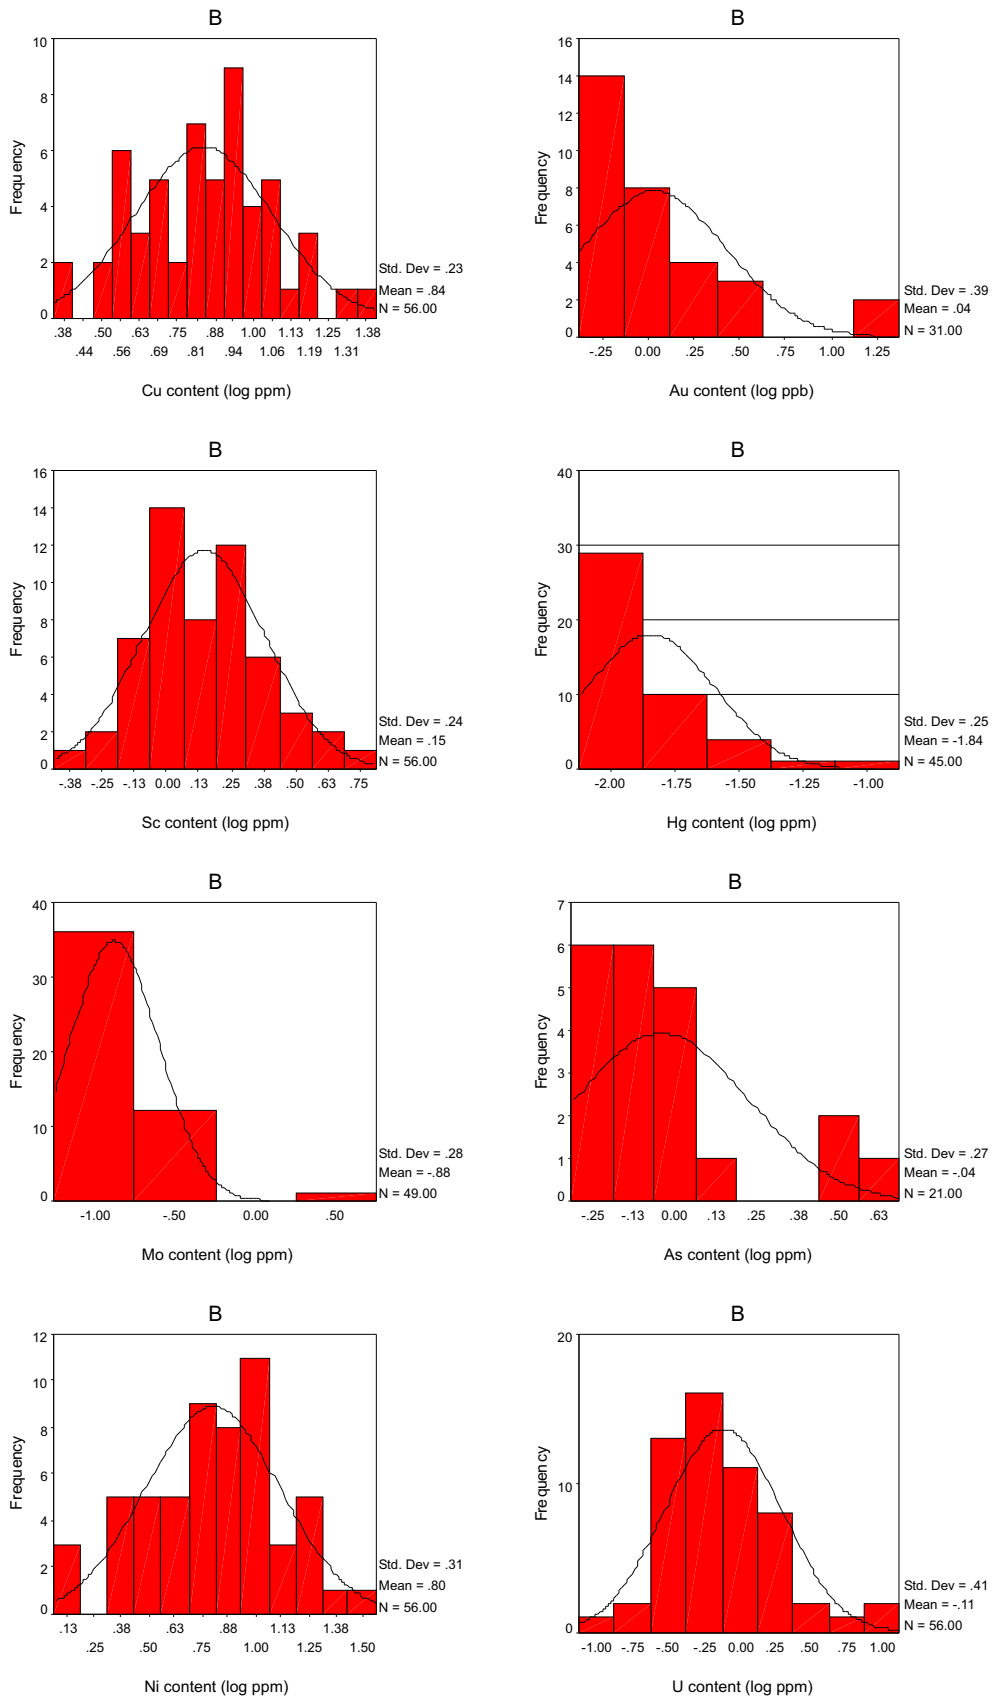 B
10
8
6
4
2
0
Frequency
.38 .50 .63 .75 .88 1.00 1.13 1.25 1.38
.44 .56 .69 .81 .94 1.06 1.19 1.31
Cu content (log ppm)
Std. Dev = .23
Mean = .84
N = 56.00
B
16
14
12
10
8
6
4
2
0
Frequency
-.25 0.00 .25 .50 .75 1.00 1.25
Au content (log ppb)
Std. Dev = .39
Mean = .04
N = 31.00
B
16
14
12
10
8
6
4
2
0
Frequency
-.38 -.25 -.13 0.00 .13 .25 .38 .50 .63 .75
Sc content (log ppm)
Std. Dev = .24
Mean = .15
N = 56.00
B
40
30
20
10
0
Frequency
-2.00 -1.75 -1.50 -1.25 -1.00
Hg content (log ppm)
Std. Dev = .25
Mean = -1.84
N = 45.00
B
40
30
20
10
0
Frequency
-1.00 -.50 0.00 .50
Mo content (log ppm)
Std. Dev = .28
Mean = -.88
N = 49.00
B
7
6
5
4
3
2
1
0
Frequency
-.25 -.13 0.00 .13 .25 .38 .50 .63
As content (log ppm)
Std. Dev = .27
Mean = -.04
N = 21.00
B
12
10
8
6
4
2
0
Frequency
.13 .38 .63 .88 1.13 1.38
.25 .50 .75 1.00 1.25 1.50
Ni content (log ppm)
Std. Dev = .31
Mean = .80
N = 56.00
B
20
10
0
Frequency
-1.00 -.75 -.50 -.25 0.00 .25 .50 .75 1.00
U content (log ppm)
Std. Dev = .41
Mean = -.11
N = 56.00